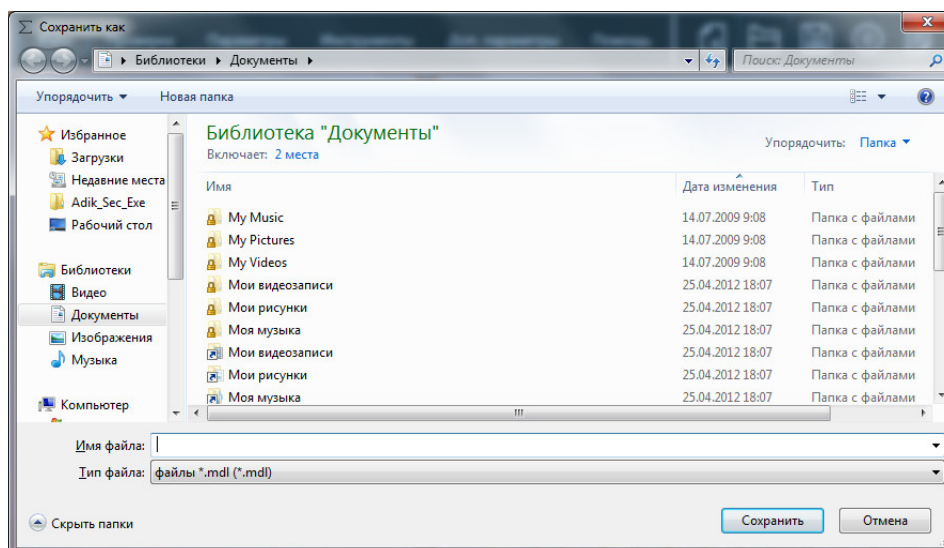 Сохранить как
Библиотеки Документы
Поиск: Документы
Упорядочить Новая папка
Избранное
Загрузки
Недавние места
Adik_Sec_Exe
Рабочий стол
Библиотеки
Видео
Документы
Изображения
Музыка
Компьютер
Библиотека "Документы"
Включает: 2 места
Упорядочить: Папка
Имя Дата изменения Тип
My Music 14.07.2009 9:08 Папка с файлами
My Pictures 14.07.2009 9:08 Папка с файлами
My Videos 14.07.2009 9:08 Папка с файлами
Мои видеозаписи 25.04.2012 18:07 Папка с файлами
Мои рисунки 25.04.2012 18:07 Папка с файлами
Моя музыка 25.04.2012 18:07 Папка с файлами
Мои видеозаписи 25.04.2012 18:07 Папка с файлами
Мои рисунки 25.04.2012 18:07 Папка с файлами
Моя музыка 25.04.2012 18:07 Папка с файлами
Имя файла:
Тип файла: файлы *.mdl (*.mdl)
Скрыть папки
Сохранить Отмена